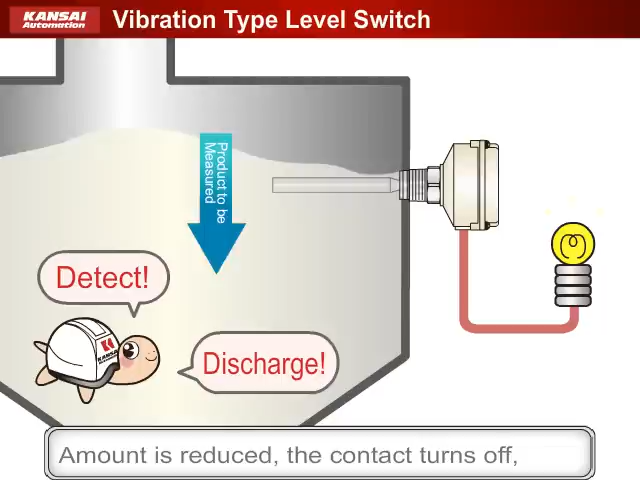 KANSAI
Automation
Vibration Type Level Switch
Product to be
Measured
Detect!
KANSAI
Discharge!
Amount is reduced, the contact turns off,